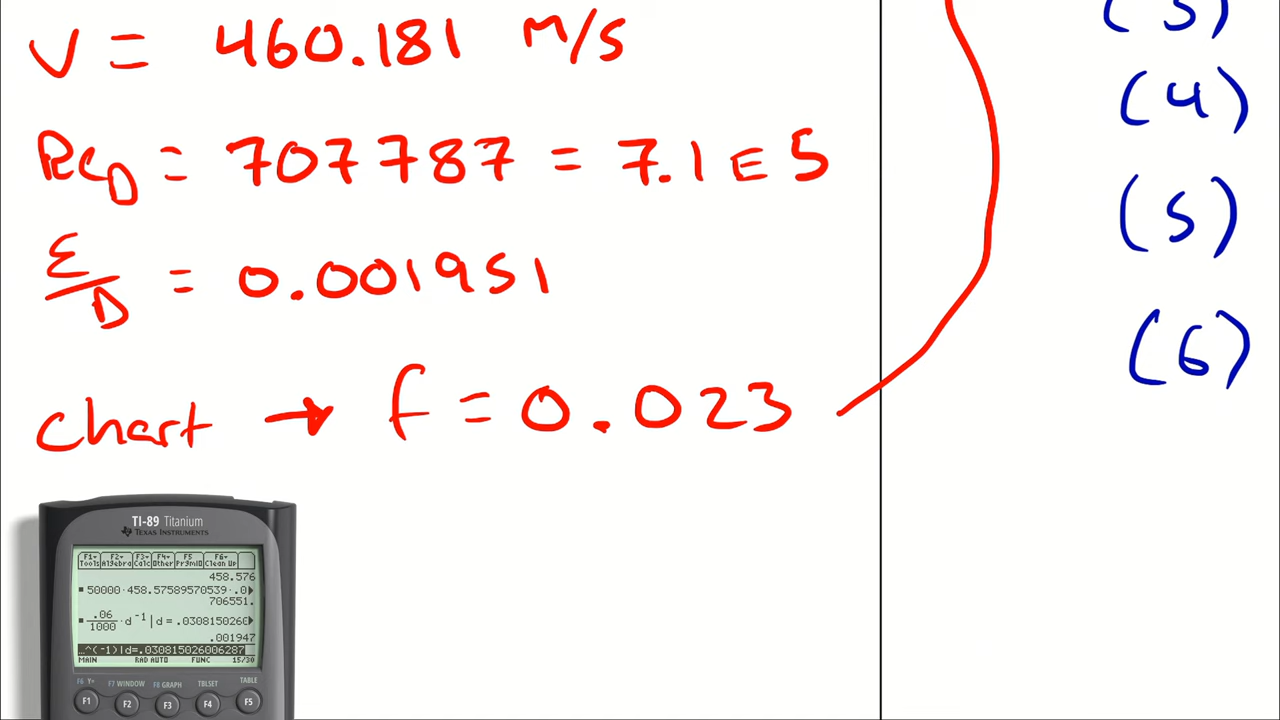 V = 460.181 M/S
(3)
(4)
ReD = 707787 = 7.1 E 5
(5)
ε/D = 0.001951
(6)
Chart → f = 0.023
TI-89 Titanium
TEXAS INSTRUMENTS
F1▾ Tools F2▾ Algebra F3▾ Calc F4▾ Other F5 PrgmIO F6▾ Clean Up
458.576
▪ 50000·458.57589570539·.0▸
706551.
▪ .06/1000·d⁻¹|d = .030815026▸
.001947
…^(-1)|d=.030815026006287
MAIN RAD AUTO FUNC 15/30
F6 Y= F7 WINDOW F8 GRAPH TBLSET TABLE
F1 F2 F3 F4 F5